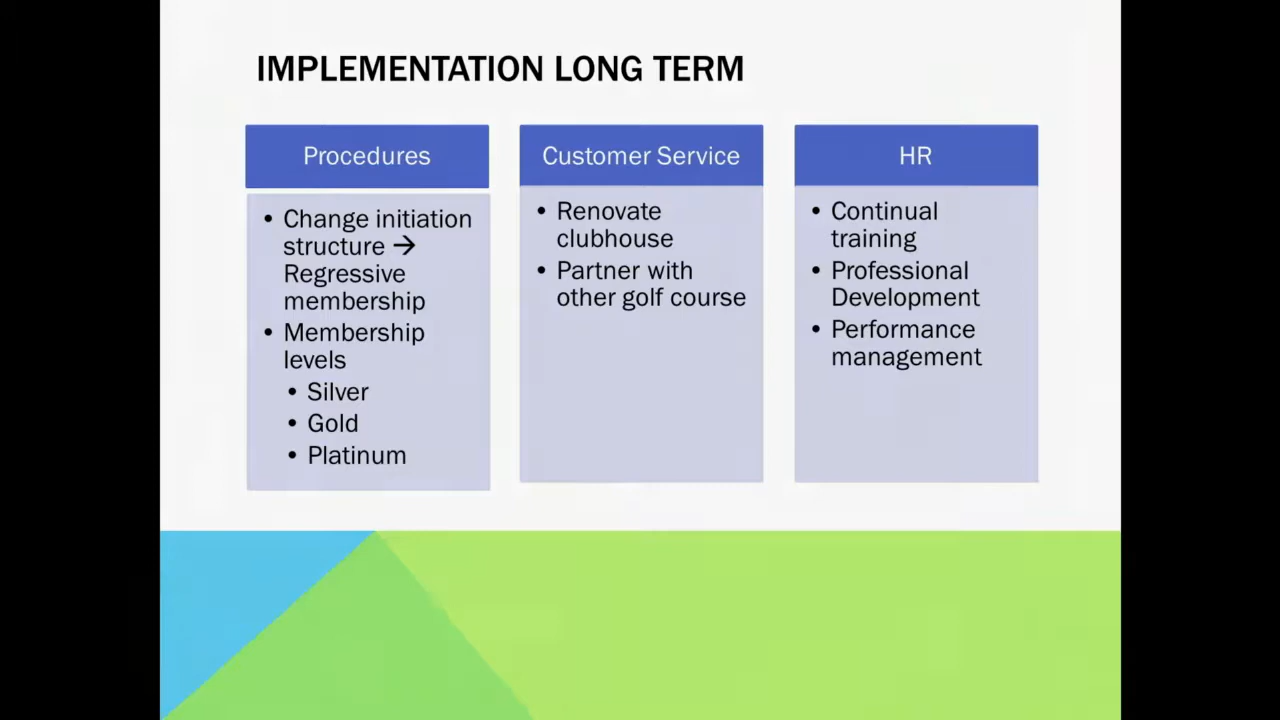 IMPLEMENTATION LONG TERM
Procedures
• Change initiation
structure →
Regressive
membership
• Membership
levels
• Silver
• Gold
• Platinum
Customer Service
• Renovate
clubhouse
• Partner with
other golf course
HR
• Continual
training
• Professional
Development
• Performance
management